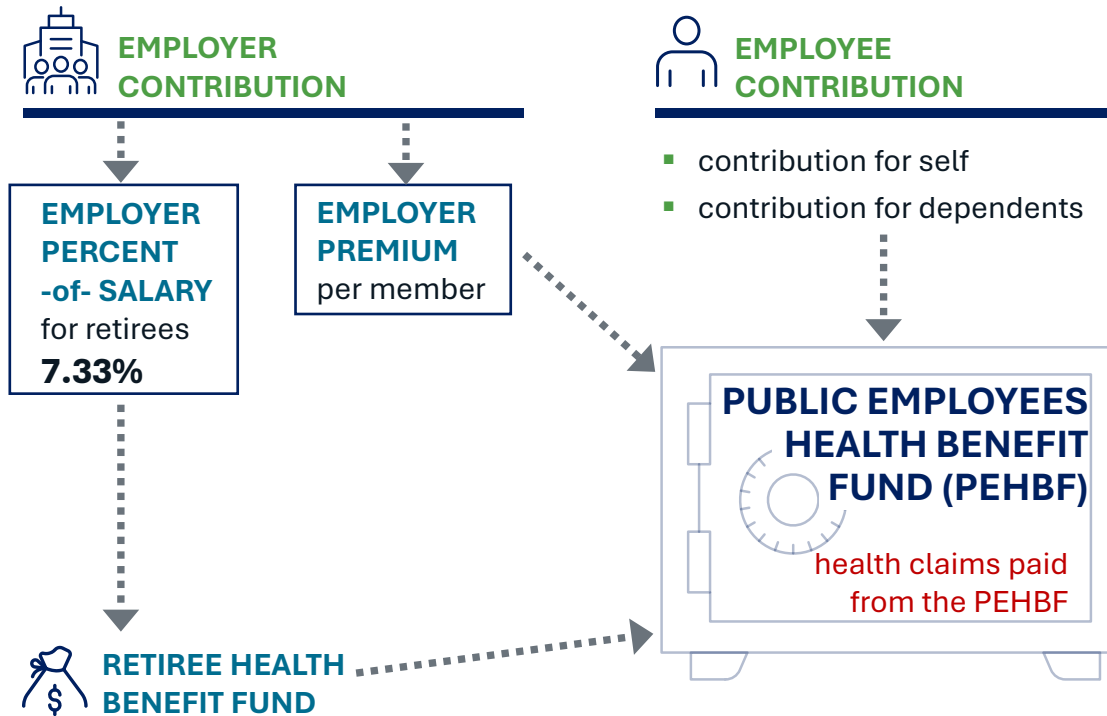 EMPLOYER
CONTRIBUTION
EMPLOYEE
CONTRIBUTION
▪ contribution for self
▪ contribution for dependents
EMPLOYER
PERCENT
-of- SALARY
for retirees
7.33%
EMPLOYER
PREMIUM
per member
PUBLIC EMPLOYEES
HEALTH BENEFIT
FUND (PEHBF)
health claims paid
from the PEHBF
$
RETIREE HEALTH
BENEFIT FUND